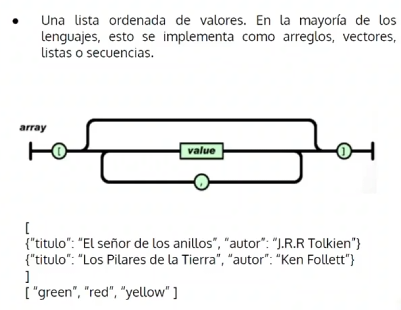 • Una lista ordenada de valores. En la mayoría de los
lenguajes, esto se implementa como arreglos, vectores,
listas o secuencias.
array
[ value ]
,
[
{"titulo": "El señor de los anillos", "autor": "J.R.R Tolkien"}
{"titulo": "Los Pilares de la Tierra", "autor": "Ken Follett"}
]
[ "green", "red", "yellow" ]